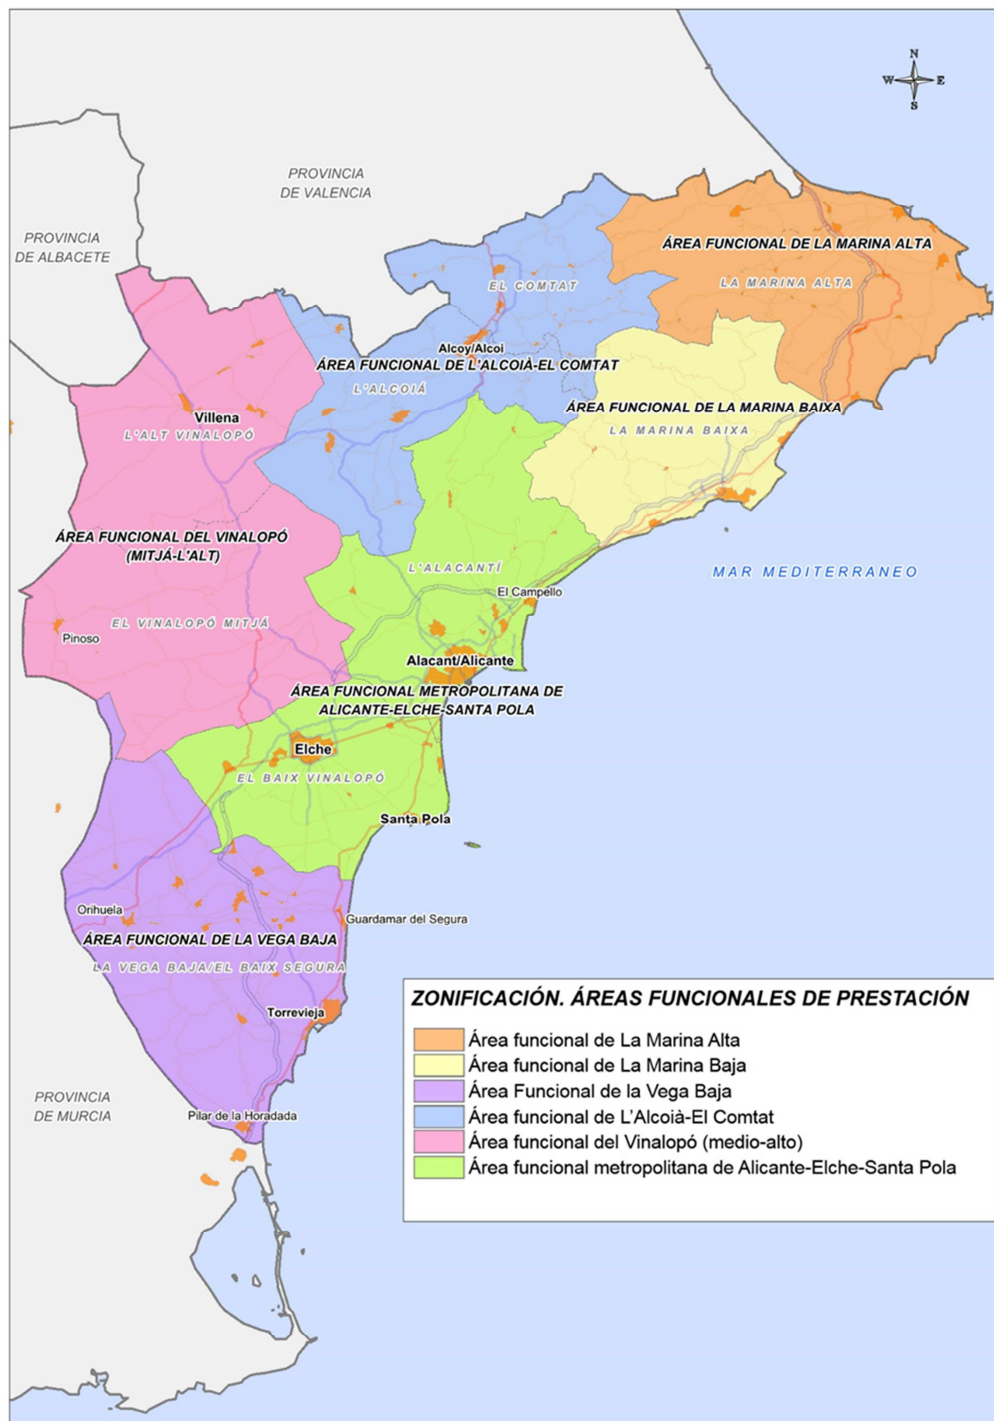 N
W E
S
PROVINCIA
DE VALENCIA
PROVINCIA
DE ALBACETE
ÁREA FUNCIONAL DE LA MARINA ALTA
LA MARINA ALTA
EL COMTAT
Alcoy/Alcoi
ÁREA FUNCIONAL DE L'ALCOIÀ-EL COMTAT
L'ALCOIÁ
ÁREA FUNCIONAL DE LA MARINA BAIXA
LA MARINA BAIXA
Villena
L'ALT VINALOPÓ
ÁREA FUNCIONAL DEL VINALOPÓ
(MITJÁ-L'ALT)
L'ALACANTÍ
MAR MEDITERRANEO
El Campello
EL VINALOPÓ MITJÁ
Pinoso
Alacant/Alicante
ÁREA FUNCIONAL METROPOLITANA DE
ALICANTE-ELCHE-SANTA POLA
Elche
EL BAIX VINALOPÓ
Santa Pola
Orihuela
Guardamar del Segura
ÁREA FUNCIONAL DE LA VEGA BAJA
LA VEGA BAJA/EL BAIX SEGURA
Torrevieja
PROVINCIA
DE MURCIA
Pilar de la Horadada
ZONIFICACIÓN. ÁREAS FUNCIONALES DE PRESTACIÓN
Área funcional de La Marina Alta
Área funcional de La Marina Baja
Área Funcional de la Vega Baja
Área funcional de L'Alcoià-El Comtat
Área funcional del Vinalopó (medio-alto)
Área funcional metropolitana de Alicante-Elche-Santa Pola